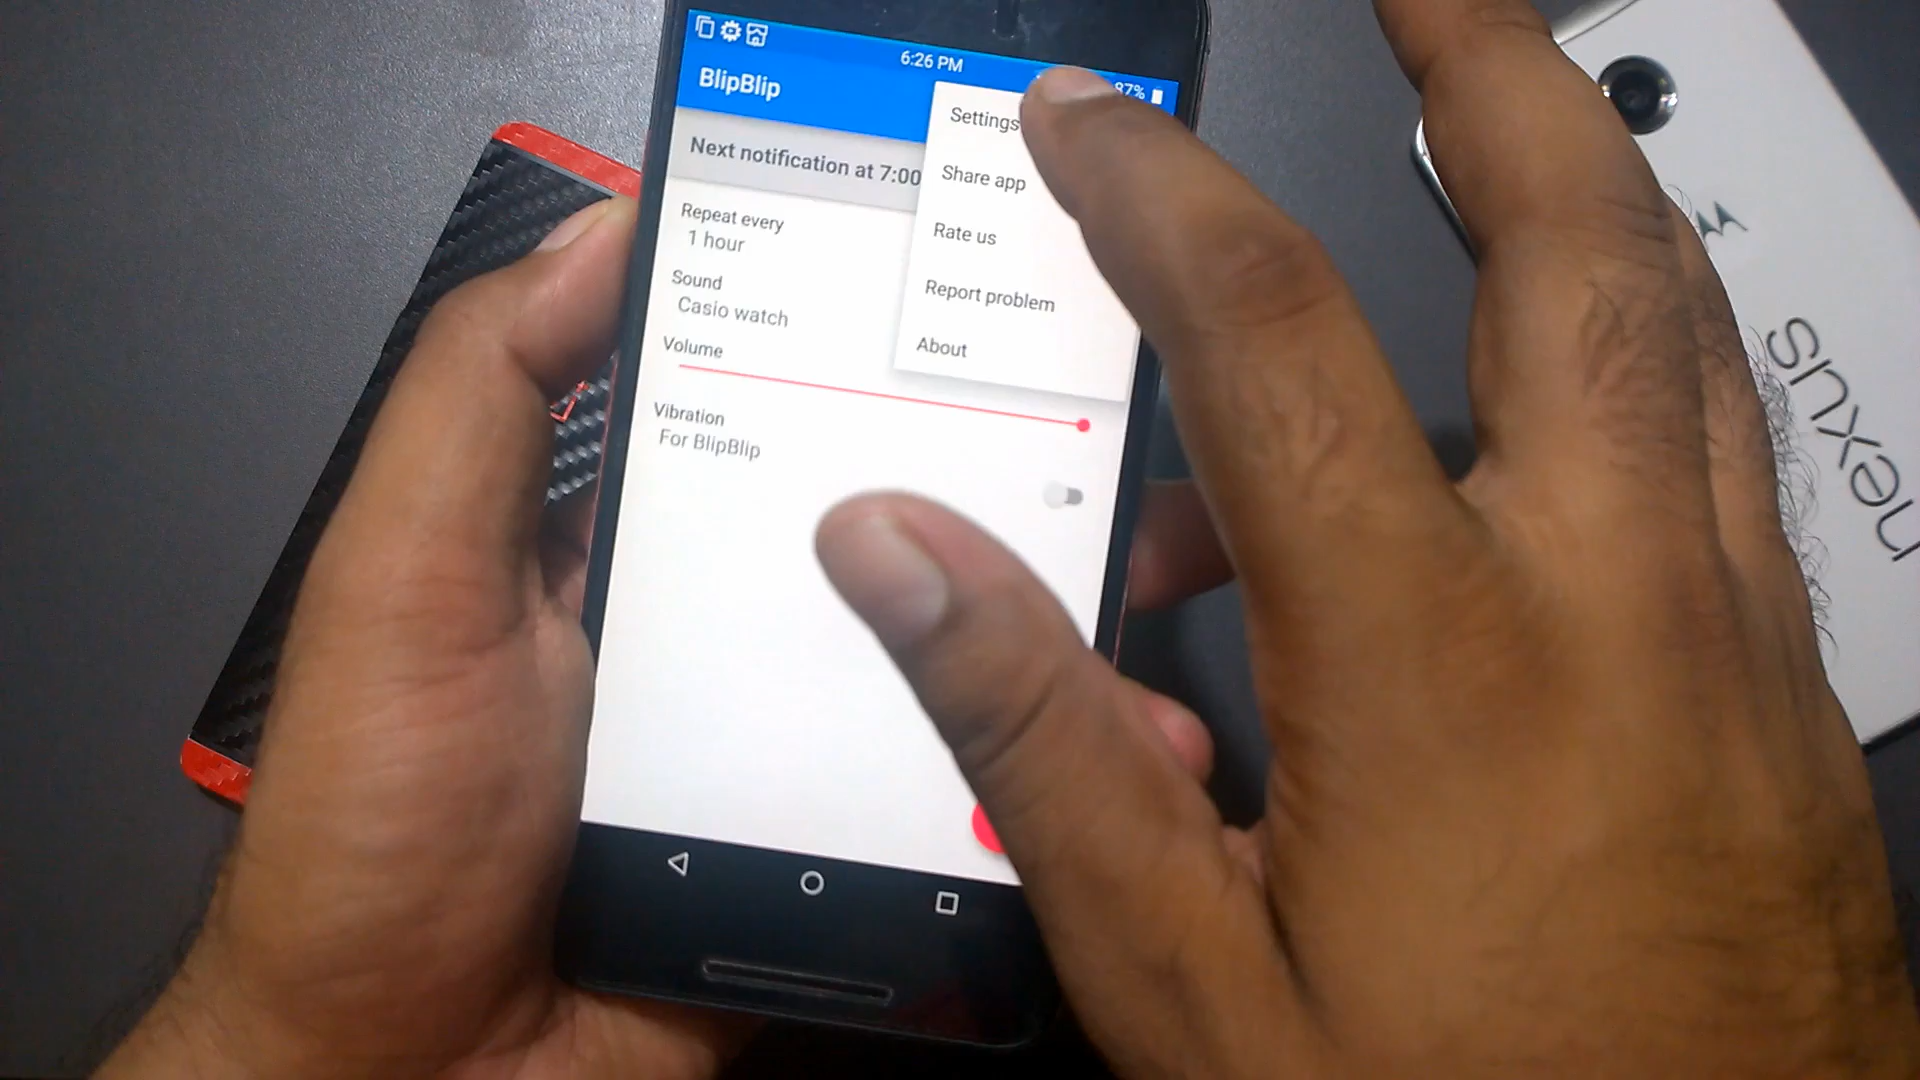 6:26 PM
87%
BlipBlip
Next notification at 7:00
Repeat every
1 hour
Sound
Casio watch
Volume
Vibration
For BlipBlip
Settings
Share app
Rate us
Report problem
About
nexus